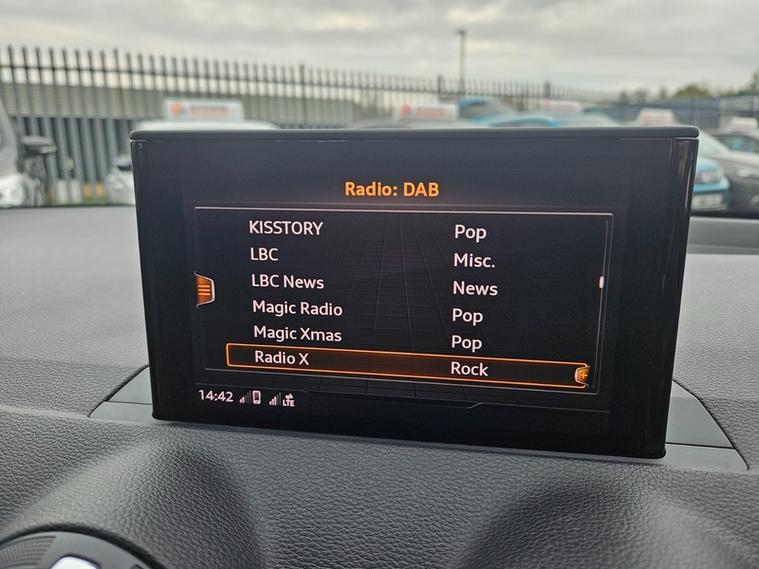 Radio: DAB
KISSTORY Pop
LBC Misc.
LBC News News
Magic Radio Pop
Magic Xmas Pop
Radio X Rock
14:42 LTE